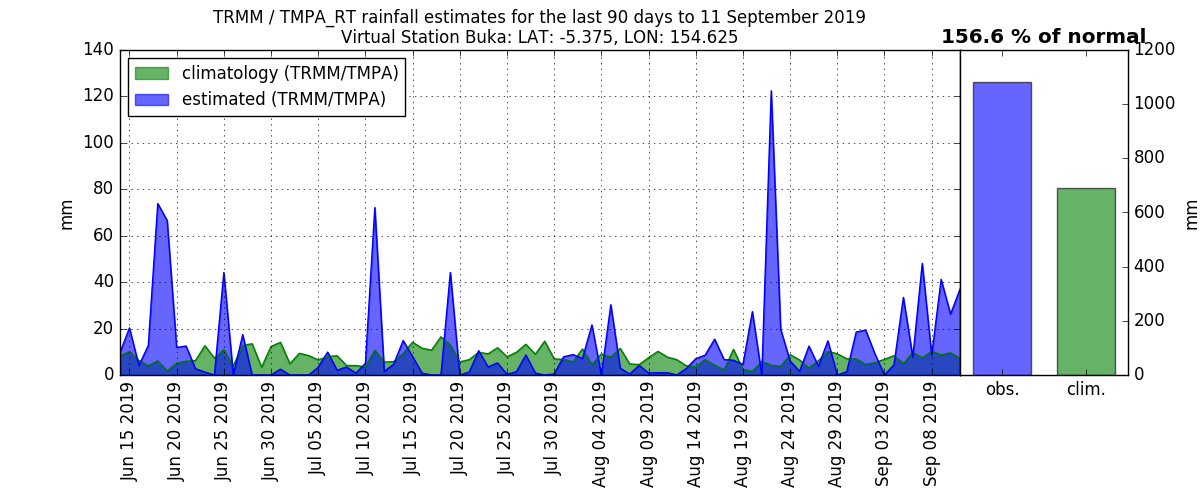 TRMM / TMPA_RT rainfall estimates for the last 90 days to 11 September 2019
Virtual Station Buka: LAT: -5.375, LON: 154.625
156.6 % of normal
climatology (TRMM/TMPA)
estimated (TRMM/TMPA)
140
120
100
80
60
40
20
0
mm
Jun 15 2019
Jun 20 2019
Jun 25 2019
Jun 30 2019
Jul 05 2019
Jul 10 2019
Jul 15 2019
Jul 20 2019
Jul 25 2019
Jul 30 2019
Aug 04 2019
Aug 09 2019
Aug 14 2019
Aug 19 2019
Aug 24 2019
Aug 29 2019
Sep 03 2019
Sep 08 2019
1200
1000
800
600
400
200
0
mm
obs.
clim.